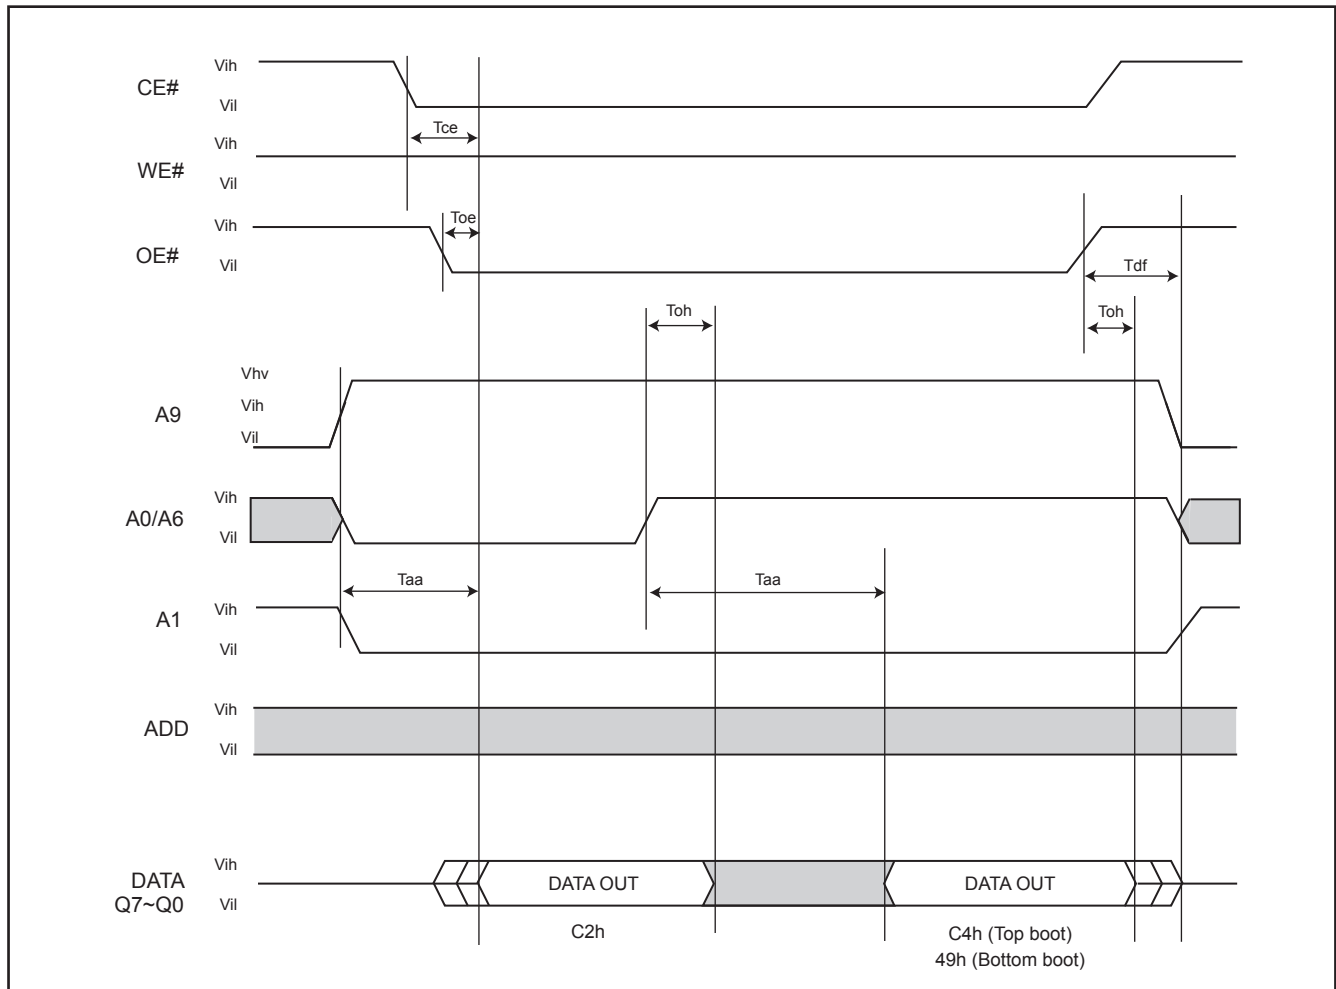 CE#
Vih
Vil
Tce
WE#
Vih
Vil
OE#
Vih
Vil
Toe
Tdf
Toh
Toh
A9
Vhv
Vih
Vil
A0/A6
Vih
Vil
Taa
Taa
A1
Vih
Vil
ADD
Vih
Vil
DATA
Q7~Q0
Vih
Vil
DATA OUT
DATA OUT
C2h
C4h (Top boot)
49h (Bottom boot)